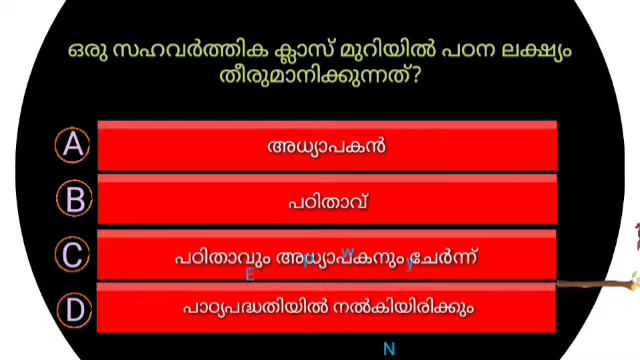 ഒരു സഹവർത്തിക ക്ലാസ് മുറിയിൽ പഠന ലക്ഷ്യം
തീരുമാനിക്കുന്നത്?
A അധ്യാപകൻ
B പഠിതാവ്
C പഠിതാവും അധ്യാപകനും ചേർന്ന്
D പാഠ്യപദ്ധതിയിൽ നൽകിയിരിക്കും
E P W y
N